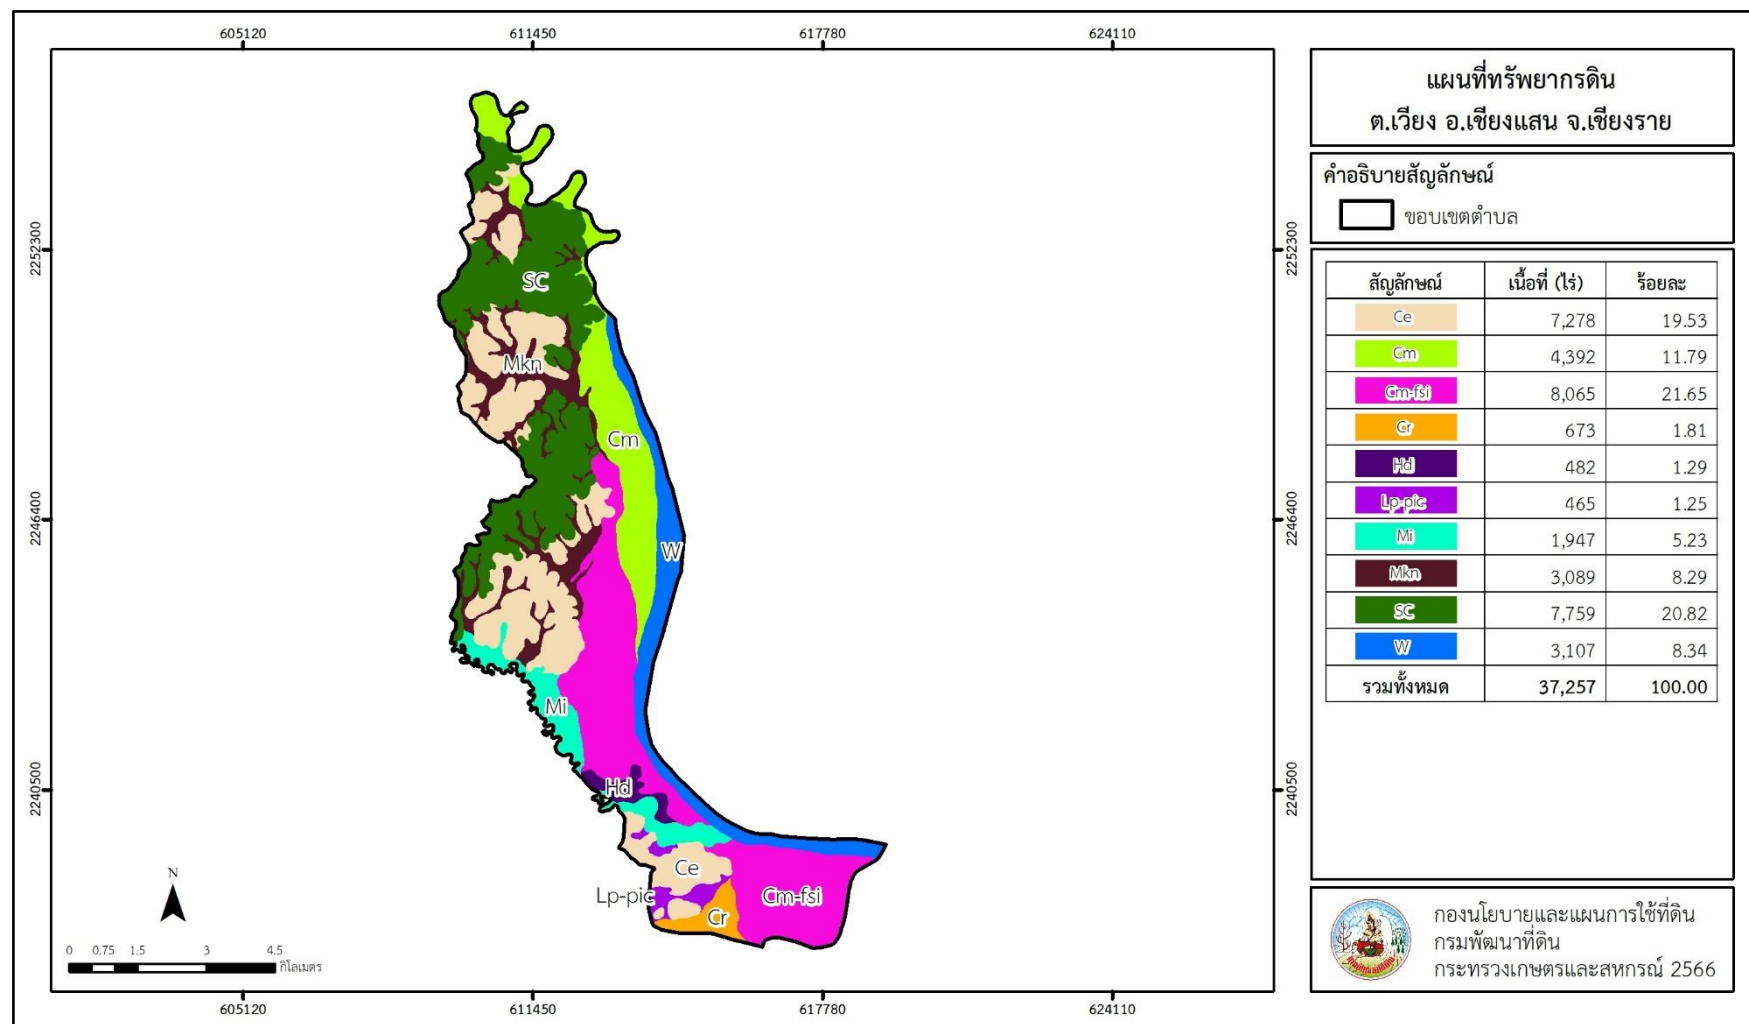 605120 611450 617780 624110
แผนที่ทรัพยากรดิน
ต.เวียง อ.เชียงแสน จ.เชียงราย
คำอธิบายสัญลักษณ์
ขอบเขตตำบล
สัญลักษณ์ เนื้อที่ (ไร่) ร้อยละ
Ce 7,278 19.53
Cm 4,392 11.79
Cm-fsi 8,065 21.65
Cr 673 1.81
Hd 482 1.29
Lp-pic 465 1.25
Mi 1,947 5.23
Mkn 3,089 8.29
SC 7,759 20.82
W 3,107 8.34
รวมทั้งหมด 37,257 100.00
2252300 2252300
SC
Mkn
Cm
2246400 2246400
W
Mi
2240500 2240500
Hd
Ce
Lp-pic Cm-fsi
Cr
N
0 0.75 1.5 3 4.5
กิโลเมตร
กองนโยบายและแผนการใช้ที่ดิน
กรมพัฒนาที่ดิน
กระทรวงเกษตรและสหกรณ์ 2566
605120 611450 617780 624110